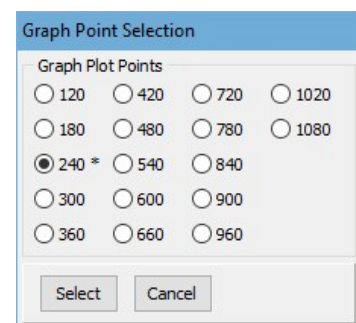 Graph Point Selection
Graph Plot Points
120 420 720 1020
180 480 780 1080
240 * 540 840
300 600 900
360 660 960
Select Cancel